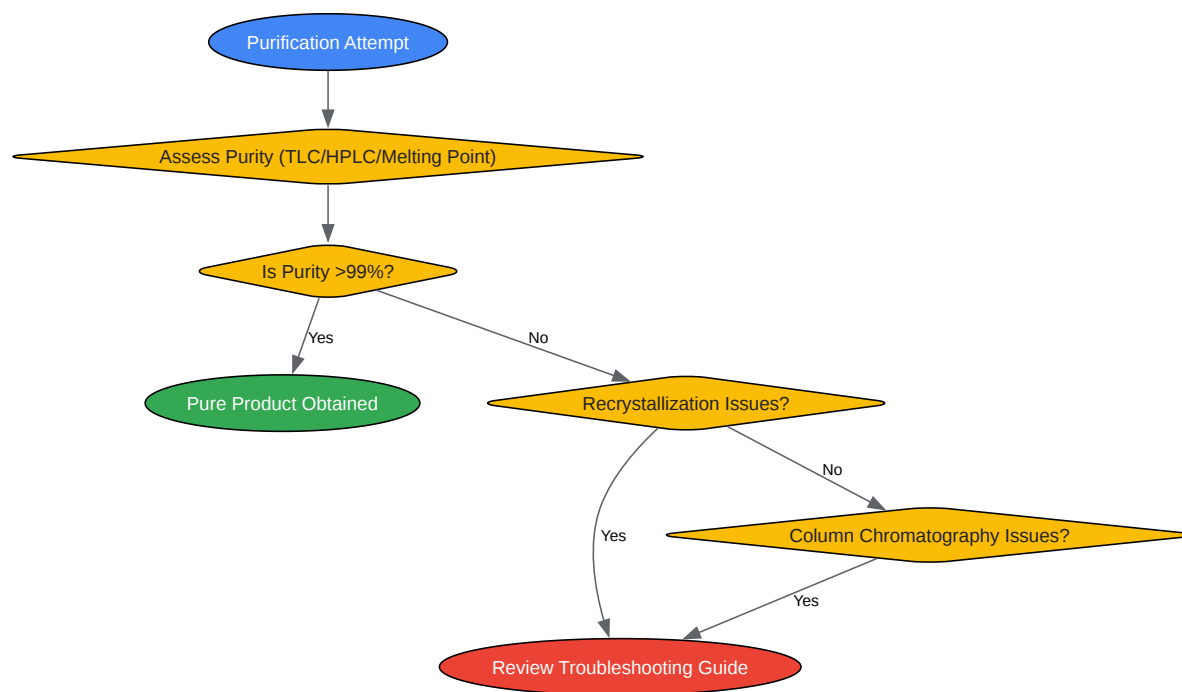 Purification Attempt
Assess Purity (TLC/HPLC/Melting Point)
Is Purity >99%?
Yes
No
Pure Product Obtained
Recrystallization Issues?
No
Yes
Column Chromatography Issues?
Yes
Review Troubleshooting Guide